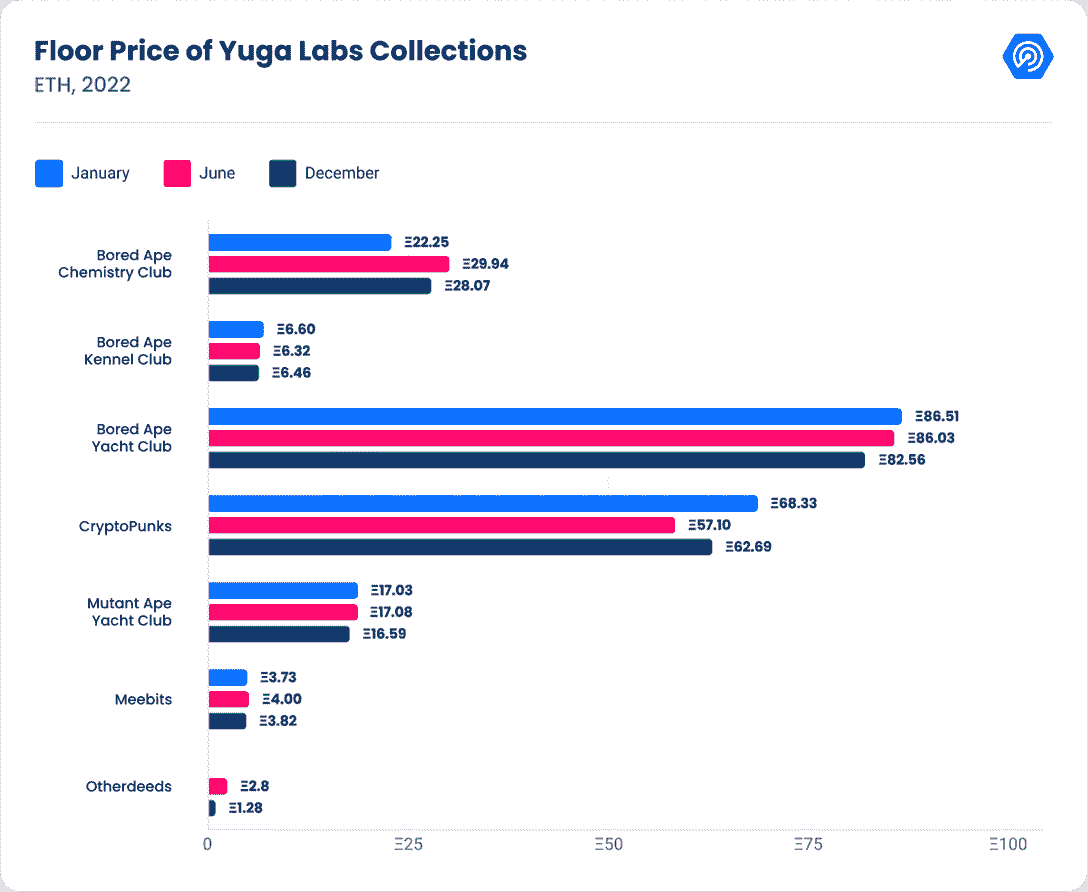 Floor Price of Yuga Labs Collections
ETH, 2022
January
June
December
Bored Ape
Chemistry Club
Ξ22.25
Ξ29.94
Ξ28.07
Bored Ape
Kennel Club
Ξ6.60
Ξ6.32
Ξ6.46
Bored Ape
Yacht Club
Ξ86.51
Ξ86.03
Ξ82.56
CryptoPunks
Ξ68.33
Ξ57.10
Ξ62.69
Mutant Ape
Yacht Club
Ξ17.03
Ξ17.08
Ξ16.59
Meebits
Ξ3.73
Ξ4.00
Ξ3.82
Otherdeeds
Ξ2.8
Ξ1.28
0
Ξ25
Ξ50
Ξ75
Ξ100